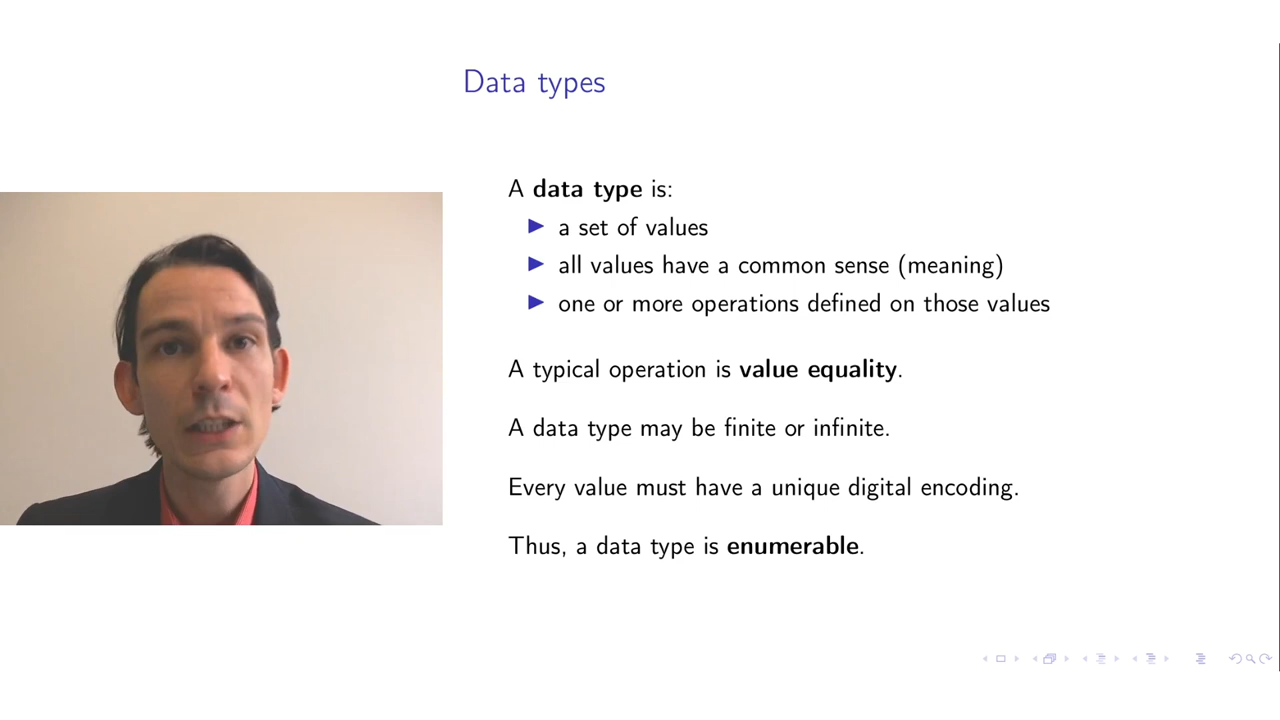 Data types
A data type is:
a set of values
all values have a common sense (meaning)
one or more operations defined on those values
A typical operation is value equality.
A data type may be finite or infinite.
Every value must have a unique digital encoding.
Thus, a data type is enumerable.